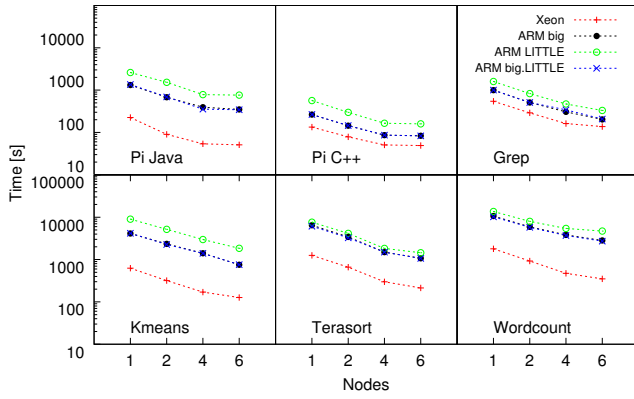 Xeon
ARM big
ARM LITTLE
ARM big.LITTLE
10000
1000
100
10
Pi Java
Pi C++
Grep
Time [s]
100000
10000
1000
100
10
Kmeans
Terasort
Wordcount
1 2 4 6 1 2 4 6 1 2 4 6
Nodes